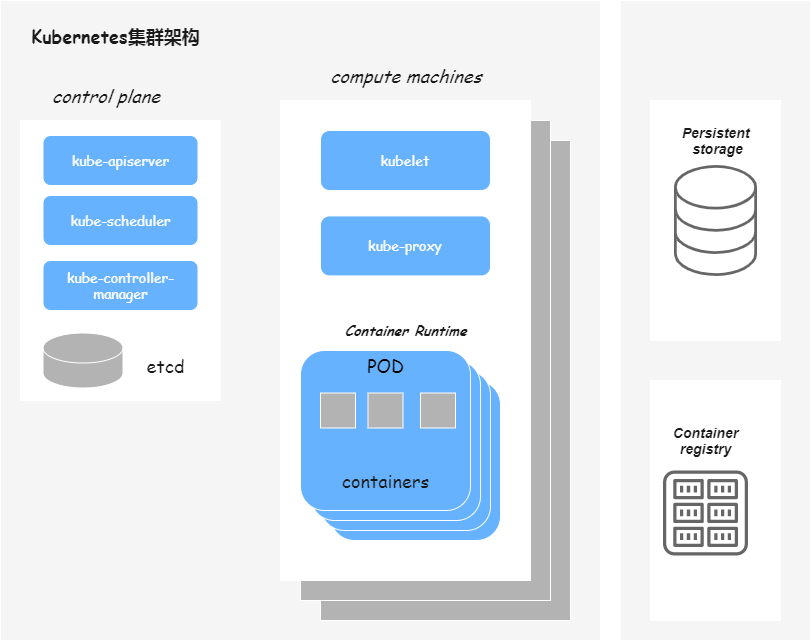 Kubernetes集群架构
control plane
kube-apiserver
kube-scheduler
kube-controller-
manager
etcd
compute machines
kubelet
kube-proxy
Container Runtime
POD
containers
Persistent
storage
Container
registry